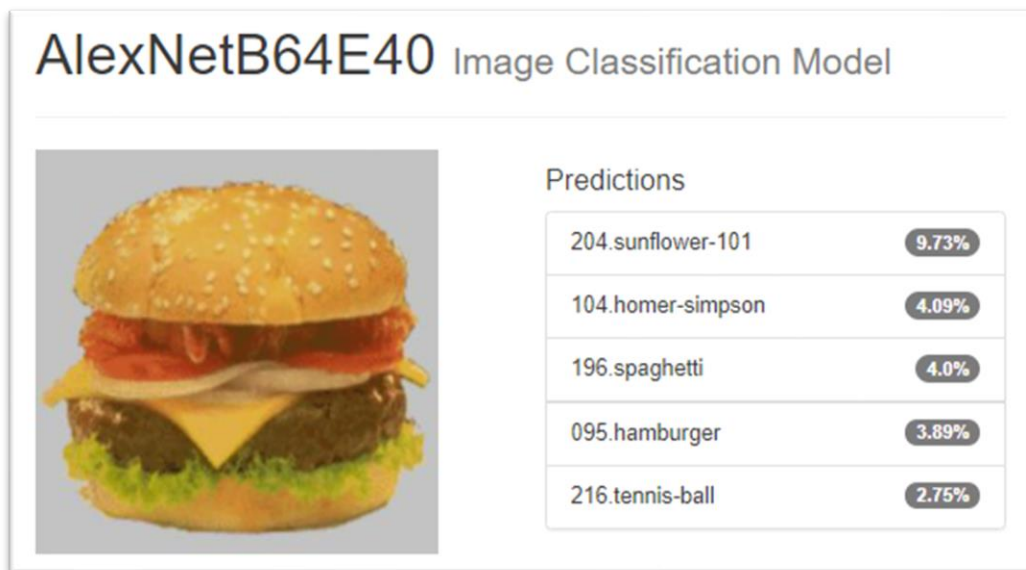 AlexNetB64E40 Image Classification Model
Predictions
204.sunflower-101 9.73%
104.homer-simpson 4.09%
196.spaghetti 4.0%
095.hamburger 3.89%
216.tennis-ball 2.75%